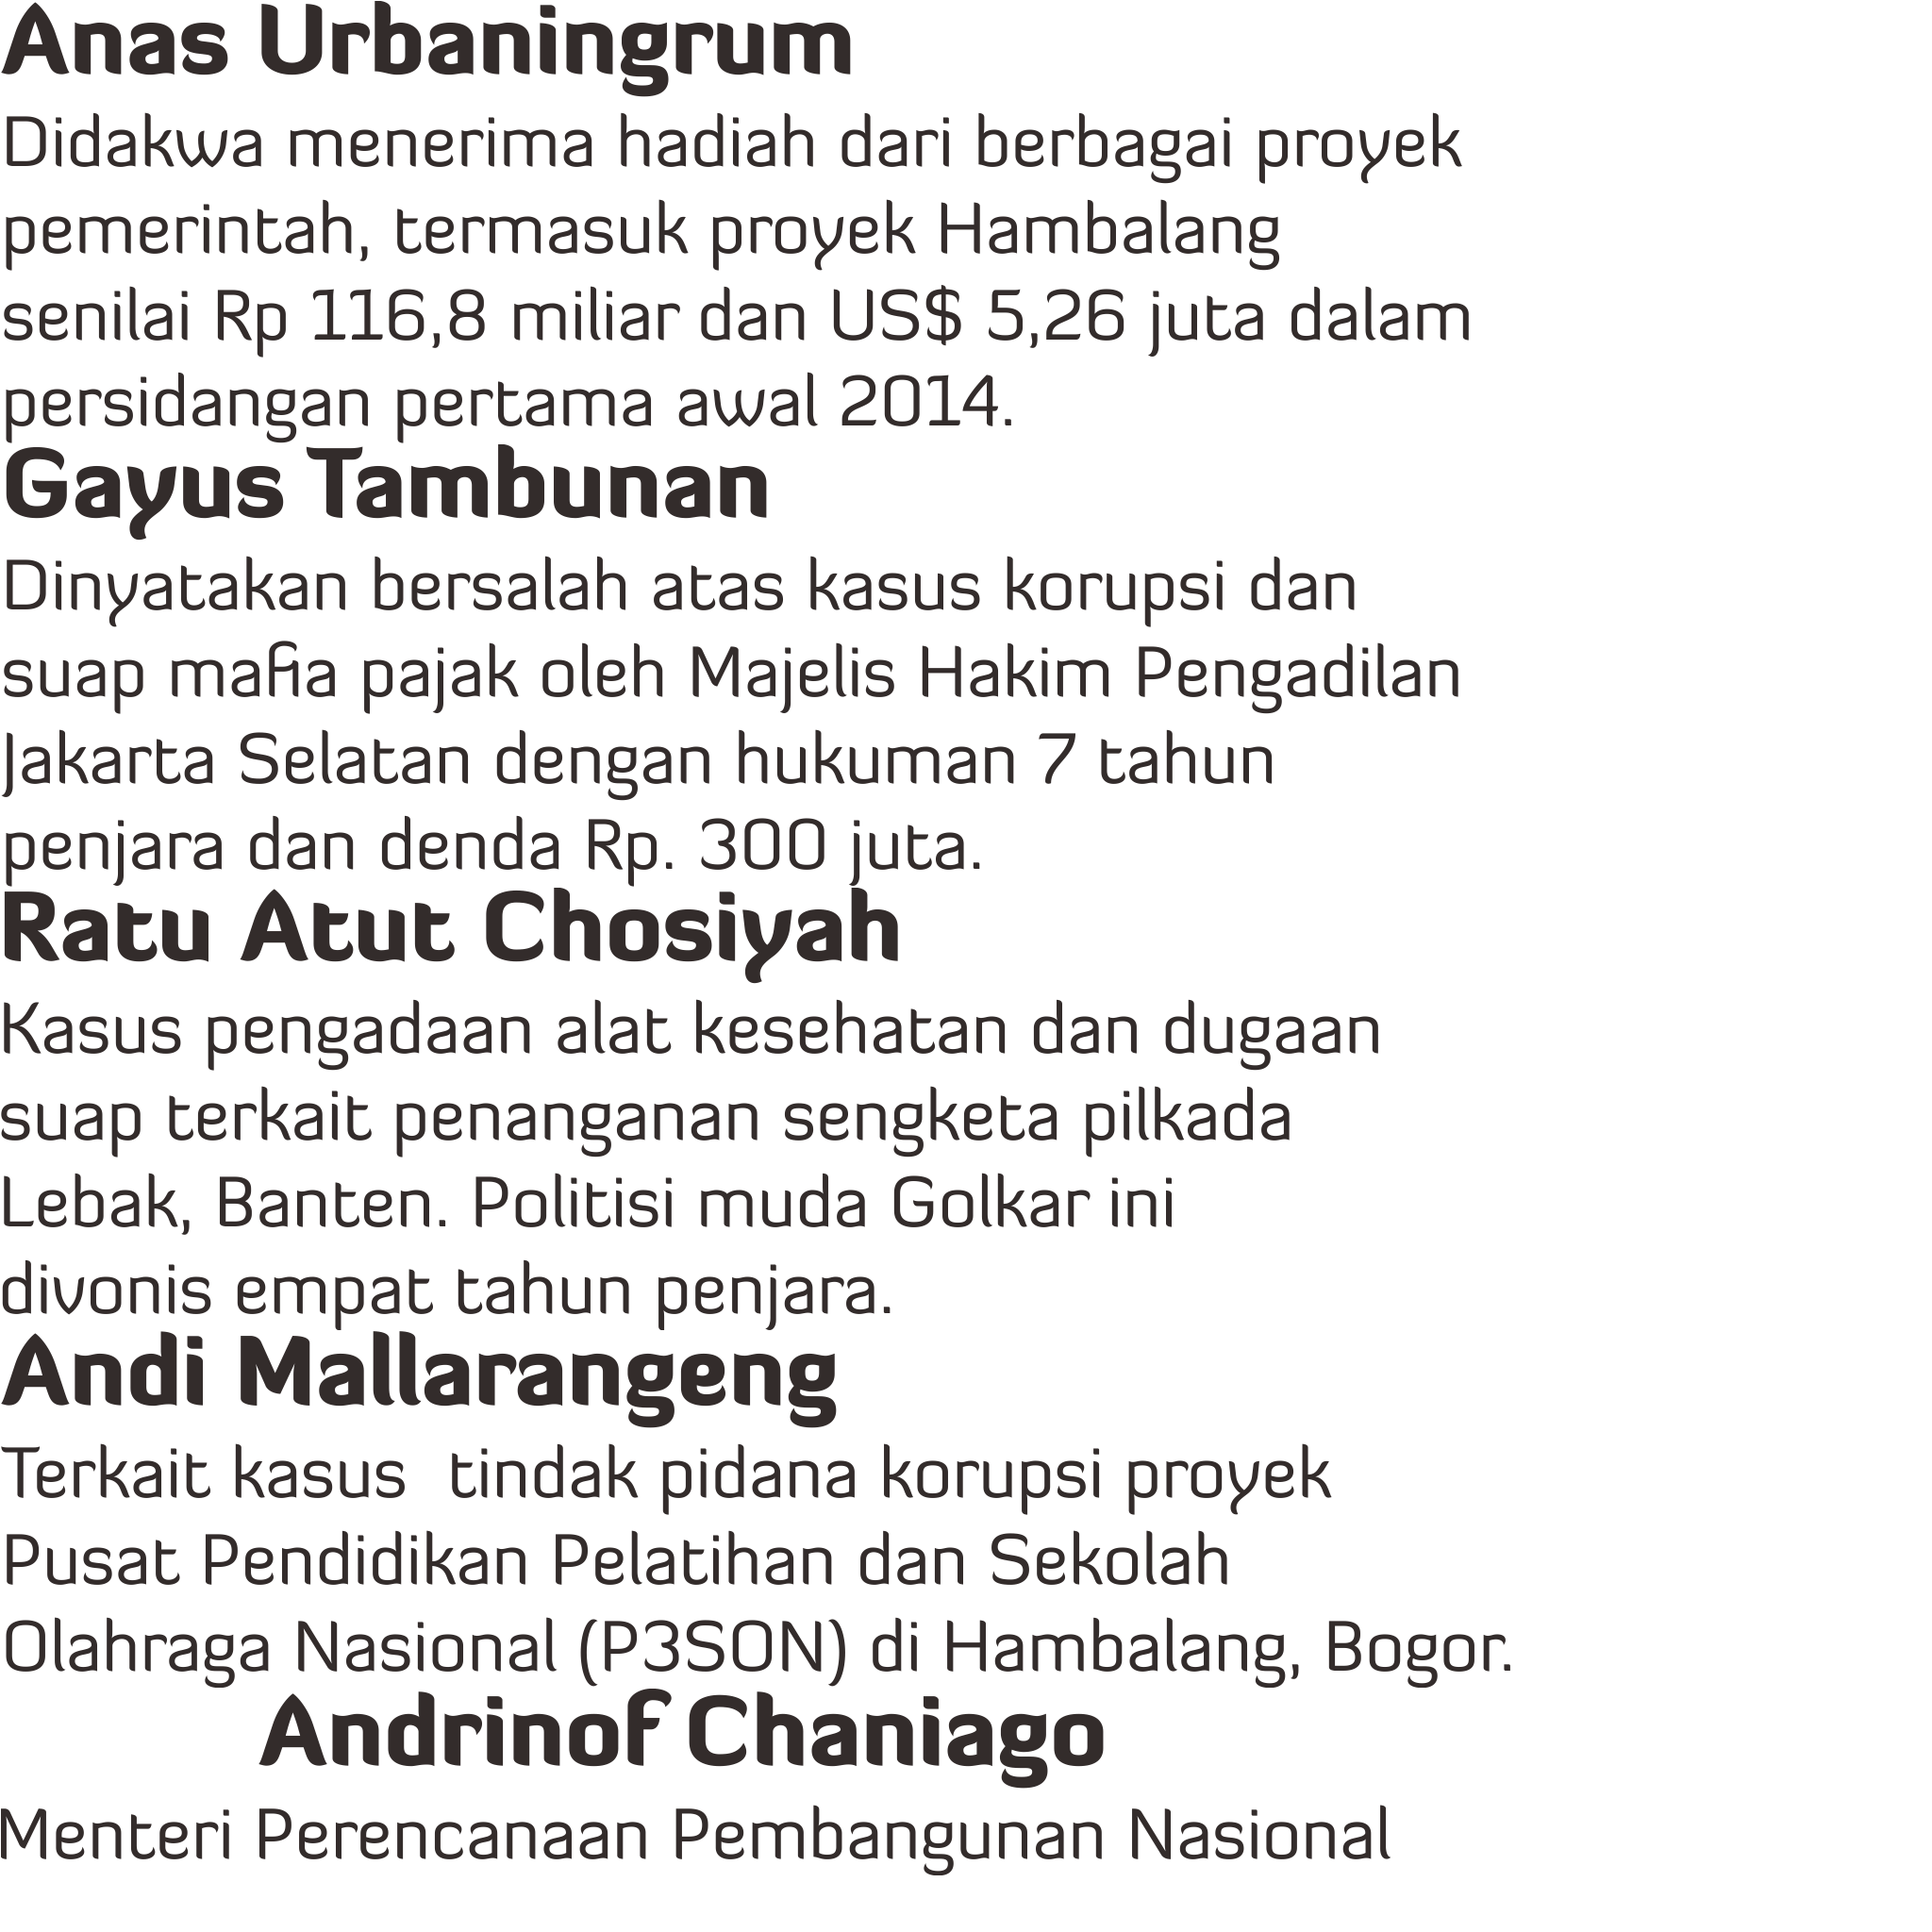 Anas Urbaningrum
Didakwa menerima hadiah dari berbagai proyek
pemerintah, termasuk proyek Hambalang
senilai Rp 116,8 miliar dan US$ 5,26 juta dalam
persidangan pertama awal 2014.
Gayus Tambunan
Dinyatakan bersalah atas kasus korupsi dan
suap mafia pajak oleh Majelis Hakim Pengadilan
Jakarta Selatan dengan hukuman 7 tahun
penjara dan denda Rp. 300 juta.
Ratu Atut Chosiyah
Kasus pengadaan alat kesehatan dan dugaan
suap terkait penanganan sengketa pilkada
Lebak, Banten. Politisi muda Golkar ini
divonis empat tahun penjara.
Andi Mallarangeng
Terkait kasus  tindak pidana korupsi proyek
Pusat Pendidikan Pelatihan dan Sekolah
Olahraga Nasional (P3SON) di Hambalang, Bogor.
Andrinof Chaniago
Menteri Perencanaan Pembangunan Nasional